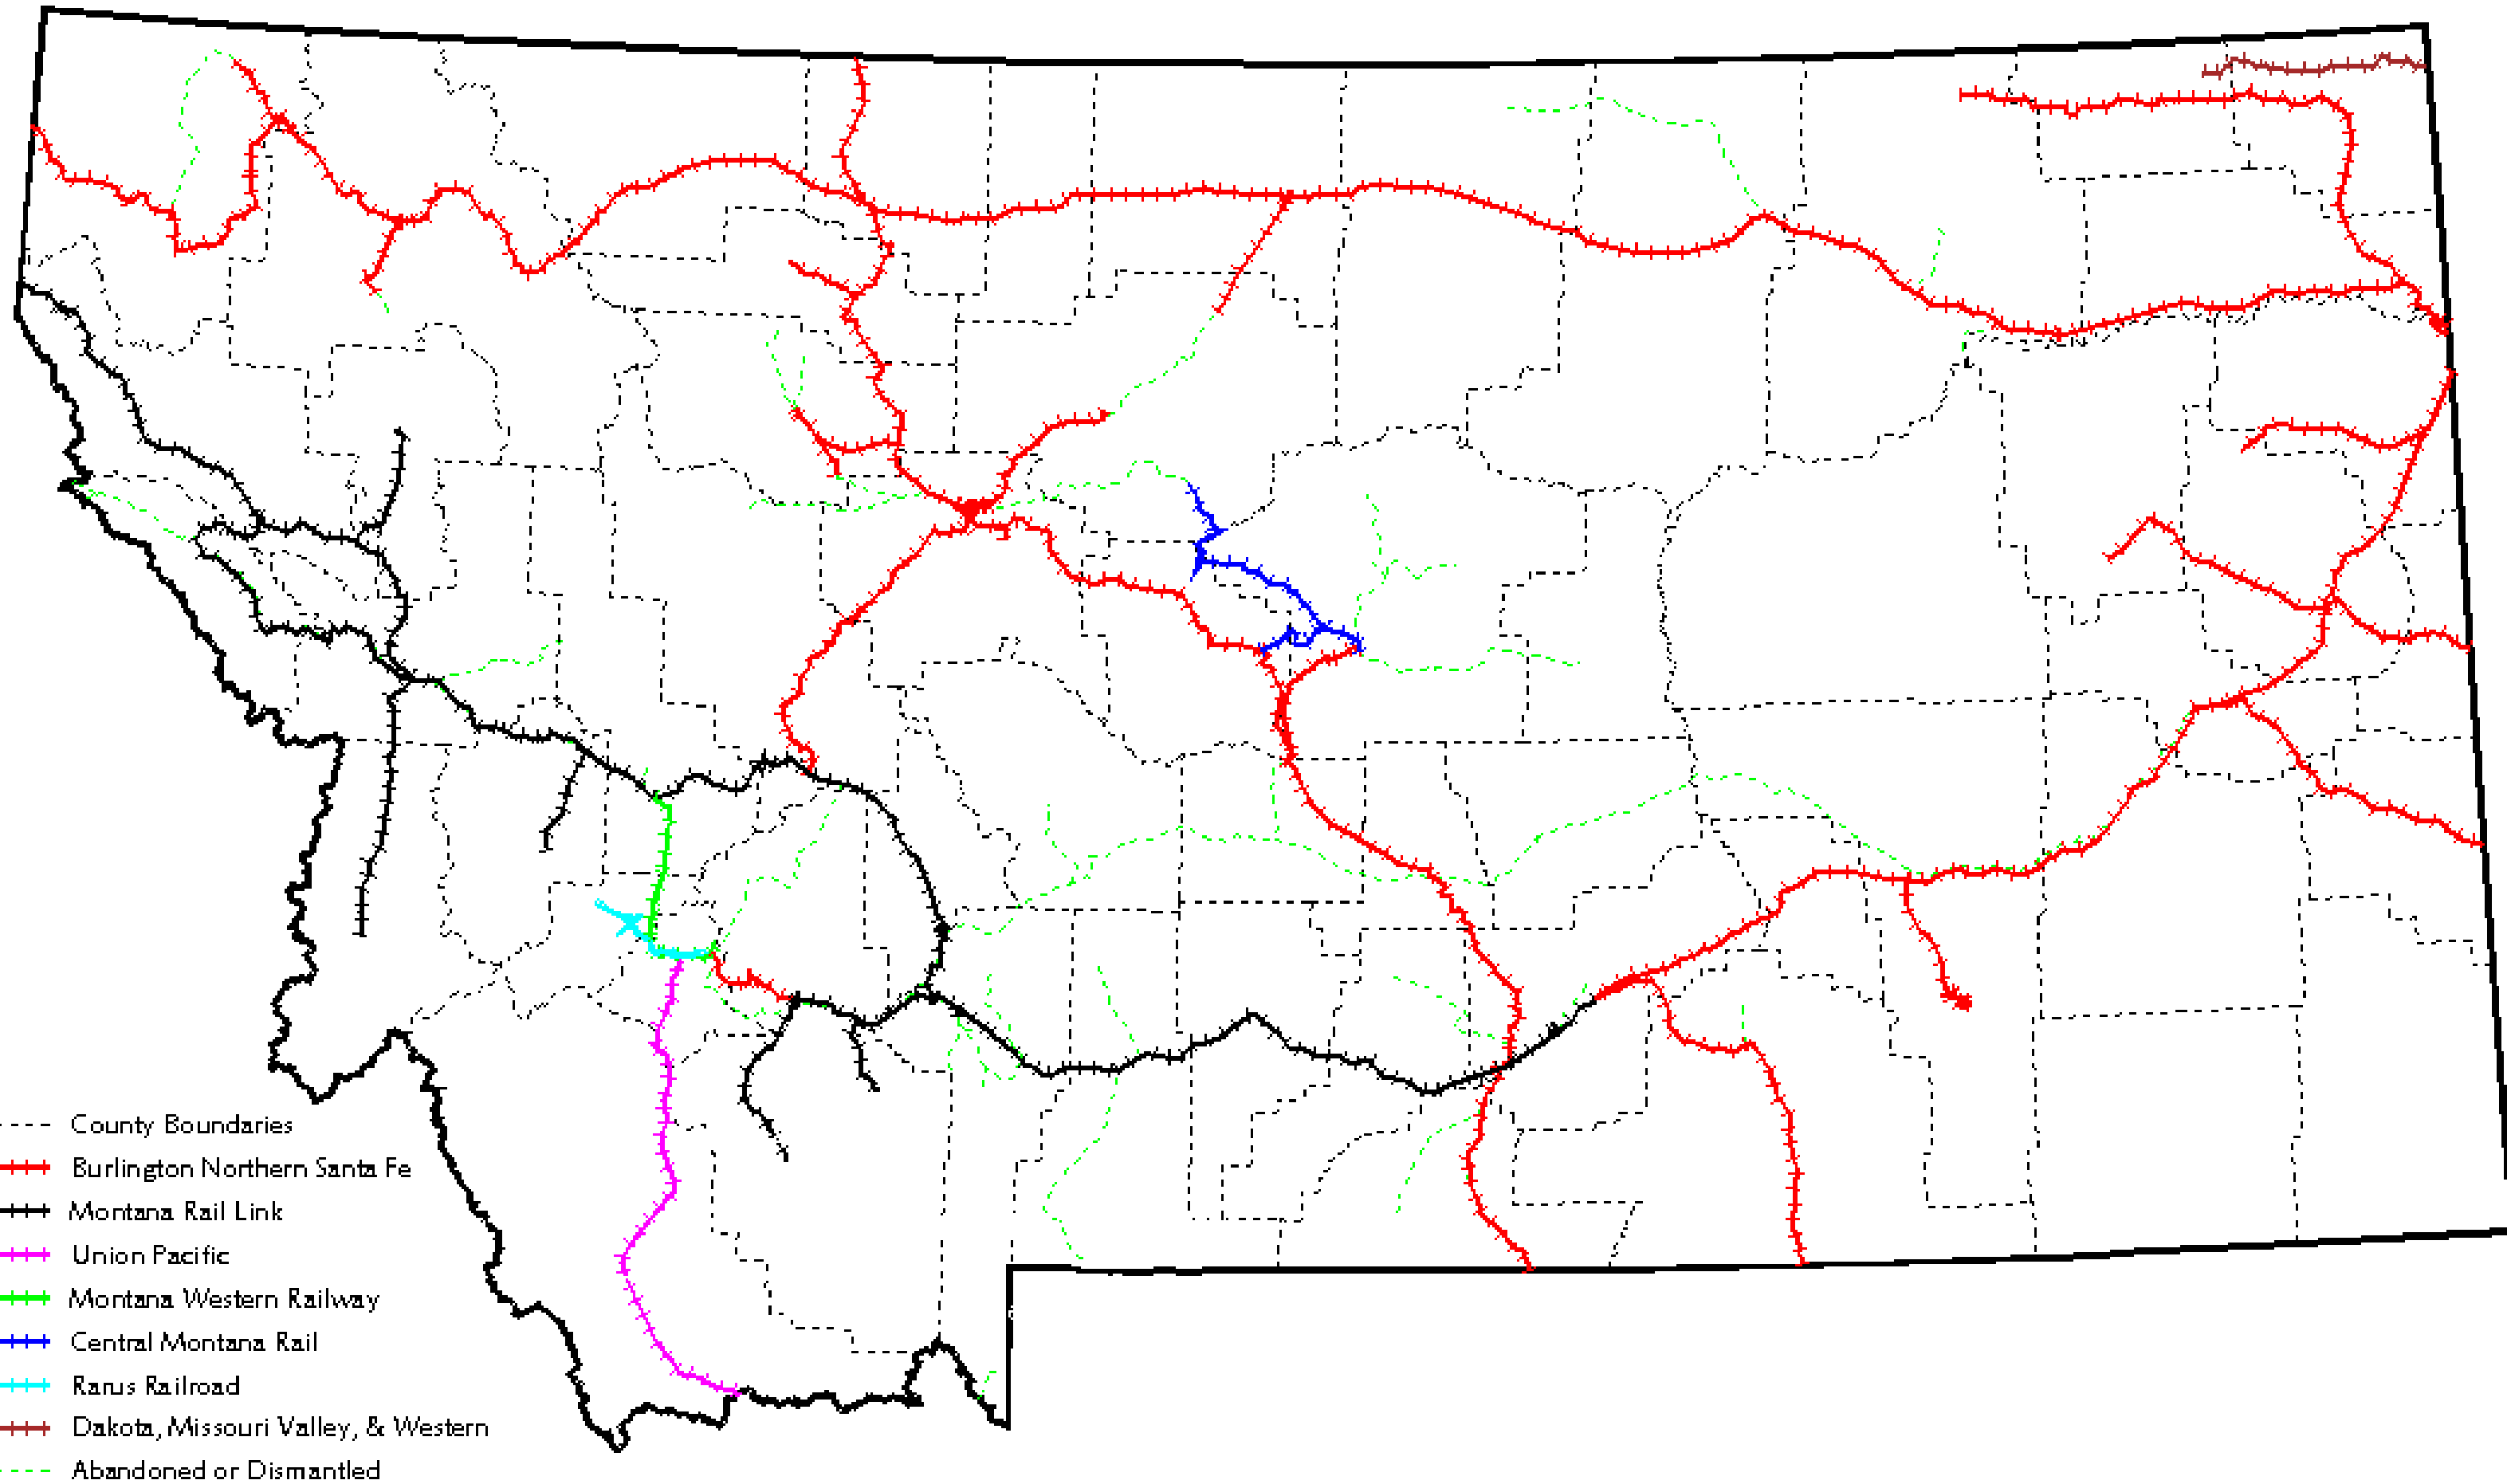 County Boundaries
Burlington Northern Santa Fe
Montana Rail Link
Union Pacific
Montana Western Railway
Central Montana Rail
Rarus Railroad
Dakota, Missouri Valley, & Western
Abandoned or Dismantled